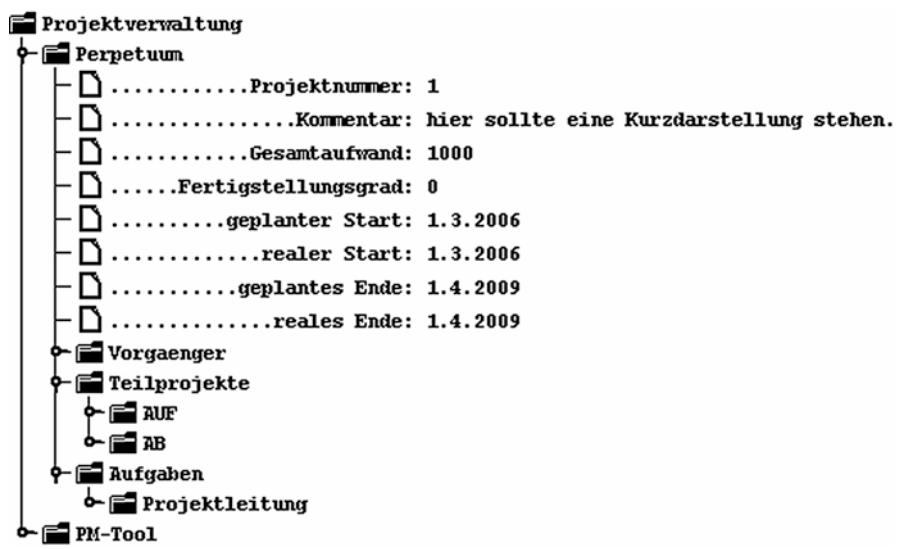 Projektverwaltung
Perpetuum
............Projektnummer: 1
................Kommentar: hier sollte eine Kurzdarstellung stehen.
............Gesamtaufwand: 1000
......Fertigstellungsgrad: 0
..........geplanter Start: 1.3.2006
.............realer Start: 1.3.2006
...........geplantes Ende: 1.4.2009
..............reales Ende: 1.4.2009
Vorgaenger
Teilprojekte
AUF
AB
Aufgaben
Projektleitung
PM-Tool